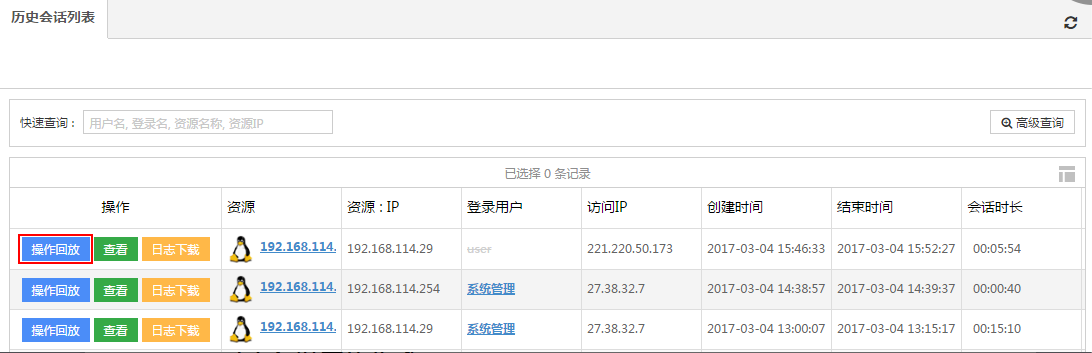 历史会话列表
快速查询： 用户名, 登录名, 资源名称, 资源IP 高级查询
已选择 0 条记录
操作 资源 资源 : IP 登录用户 访问IP 创建时间 结束时间 会话时长
操作回放 查看 日志下载 192.168.114. 192.168.114.29 user 221.220.50.173 2017-03-04 15:46:33 2017-03-04 15:52:27 00:05:54
操作回放 查看 日志下载 192.168.114. 192.168.114.254 系统管理 27.38.32.7 2017-03-04 14:38:57 2017-03-04 14:39:37 00:00:40
操作回放 查看 日志下载 192.168.114. 192.168.114.29 系统管理 27.38.32.7 2017-03-04 13:00:07 2017-03-04 13:15:17 00:15:10